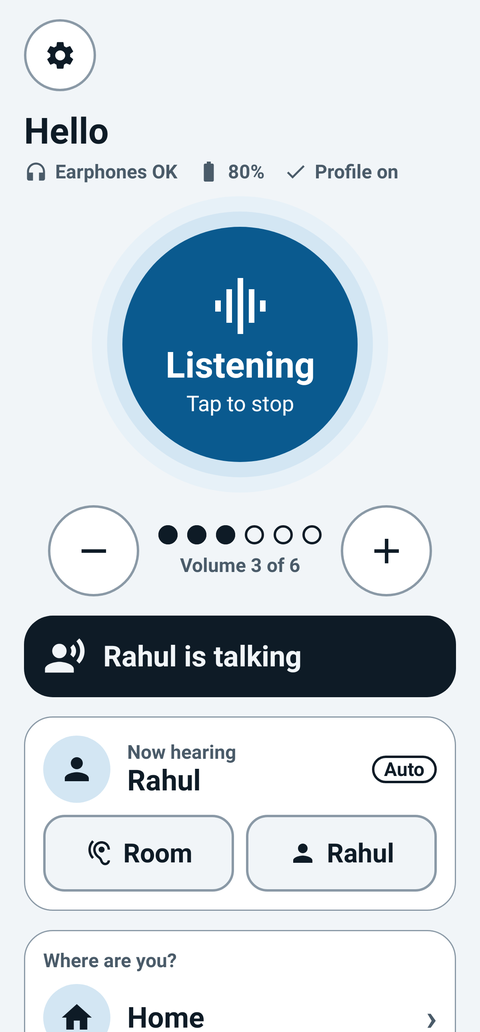 Hello
Earphones OK 80% Profile on
Listening
Tap to stop
Volume 3 of 6
Rahul is talking
Now hearing
Rahul
Auto
Room Rahul
Where are you?
Home